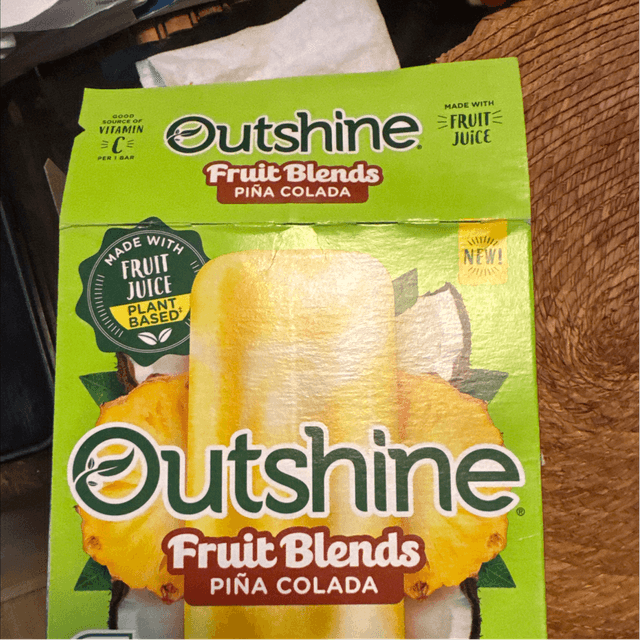 GOOD
SOURCE OF
VITAMIN
C
PER 1 BAR
Outshine®
Fruit Blends
PIÑA COLADA
MADE WITH
FRUIT
JUICE
NEW!
MADE WITH
FRUIT
JUICE
PLANT
BASED‡
Outshine®
Fruit Blends
PIÑA COLADA